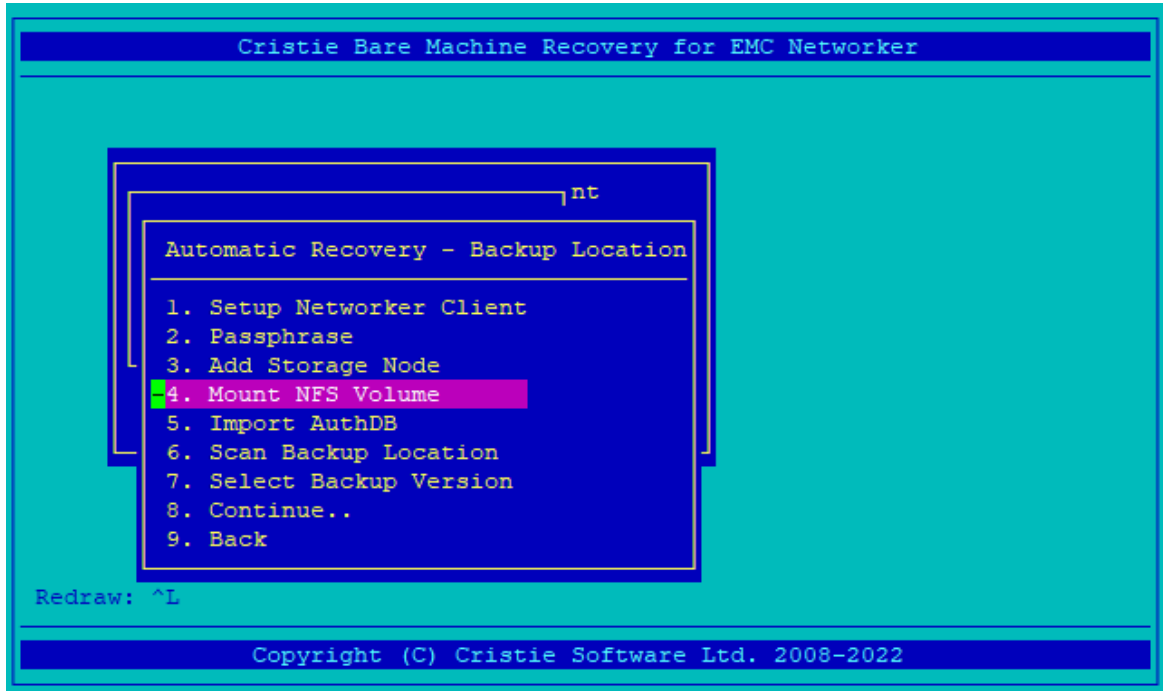 Cristie Bare Machine Recovery for EMC Networker
nt
Automatic Recovery - Backup Location
1. Setup Networker Client
2. Passphrase
3. Add Storage Node
-4. Mount NFS Volume
5. Import AuthDB
6. Scan Backup Location
7. Select Backup Version
8. Continue..
9. Back
Redraw: ^L
Copyright (C) Cristie Software Ltd. 2008-2022